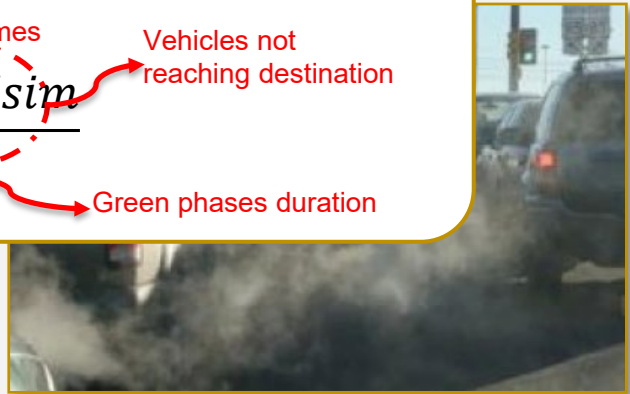 Vehicles not
reaching destination
sim
Green phases duration